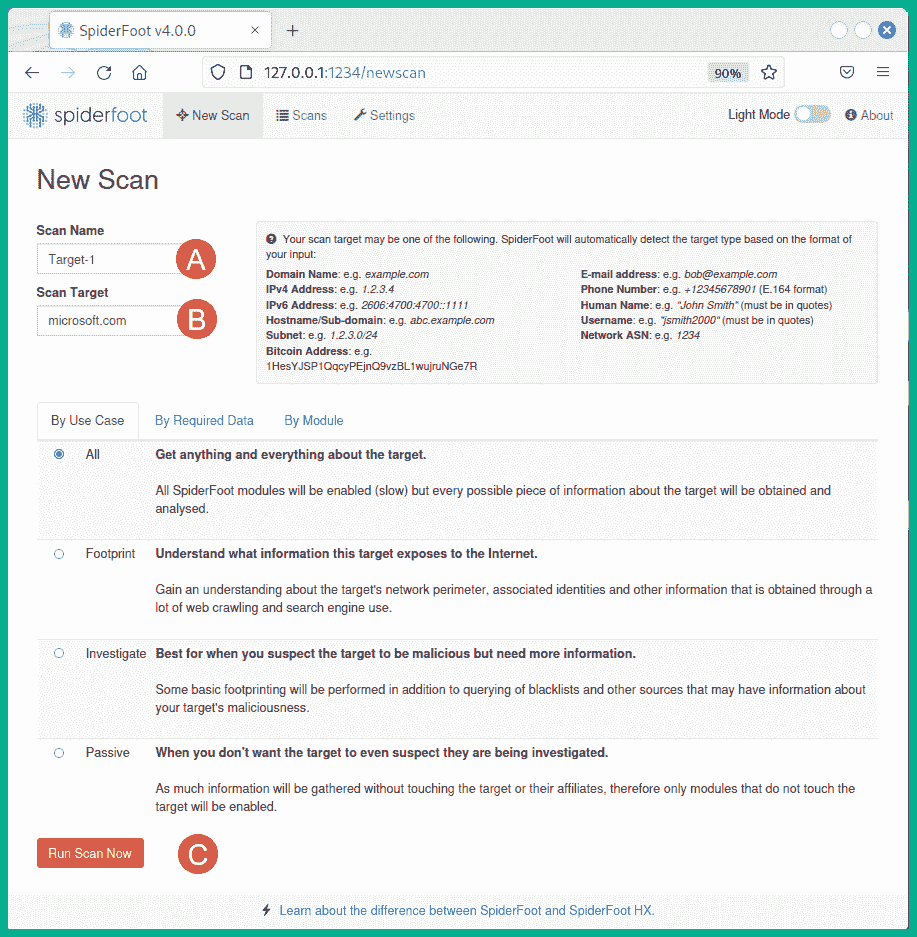 SpiderFoot v4.0.0
127.0.0.1:1234/newscan
90%
spiderfoot
New Scan
Scans
Settings
Light Mode
About
New Scan
Scan Name
Target-1
A
Scan Target
microsoft.com
B
Your scan target may be one of the following. SpiderFoot will automatically detect the target type based on the format of
your input:
Domain Name: e.g. example.com
IPv4 Address: e.g. 1.2.3.4
IPv6 Address: e.g. 2606:4700:4700::1111
Hostname/Sub-domain: e.g. abc.example.com
Subnet: e.g. 1.2.3.0/24
Bitcoin Address: e.g.
1HesYJSP1QqcyPEjnQ9vzBL1wujruNGe7R
E-mail address: e.g. bob@example.com
Phone Number: e.g. +12345678901 (E.164 format)
Human Name: e.g. "John Smith" (must be in quotes)
Username: e.g. "jsmith2000" (must be in quotes)
Network ASN: e.g. 1234
By Use Case
By Required Data
By Module
All
Get anything and everything about the target.
All SpiderFoot modules will be enabled (slow) but every possible piece of information about the target will be obtained and
analysed.
Footprint
Understand what information this target exposes to the Internet.
Gain an understanding about the target's network perimeter, associated identities and other information that is obtained through a
lot of web crawling and search engine use.
Investigate
Best for when you suspect the target to be malicious but need more information.
Some basic footprinting will be performed in addition to querying of blacklists and other sources that may have information about
your target's maliciousness.
Passive
When you don't want the target to even suspect they are being investigated.
As much information will be gathered without touching the target or their affiliates, therefore only modules that do not touch the
target will be enabled.
Run Scan Now
C
Learn about the difference between SpiderFoot and SpiderFoot HX.